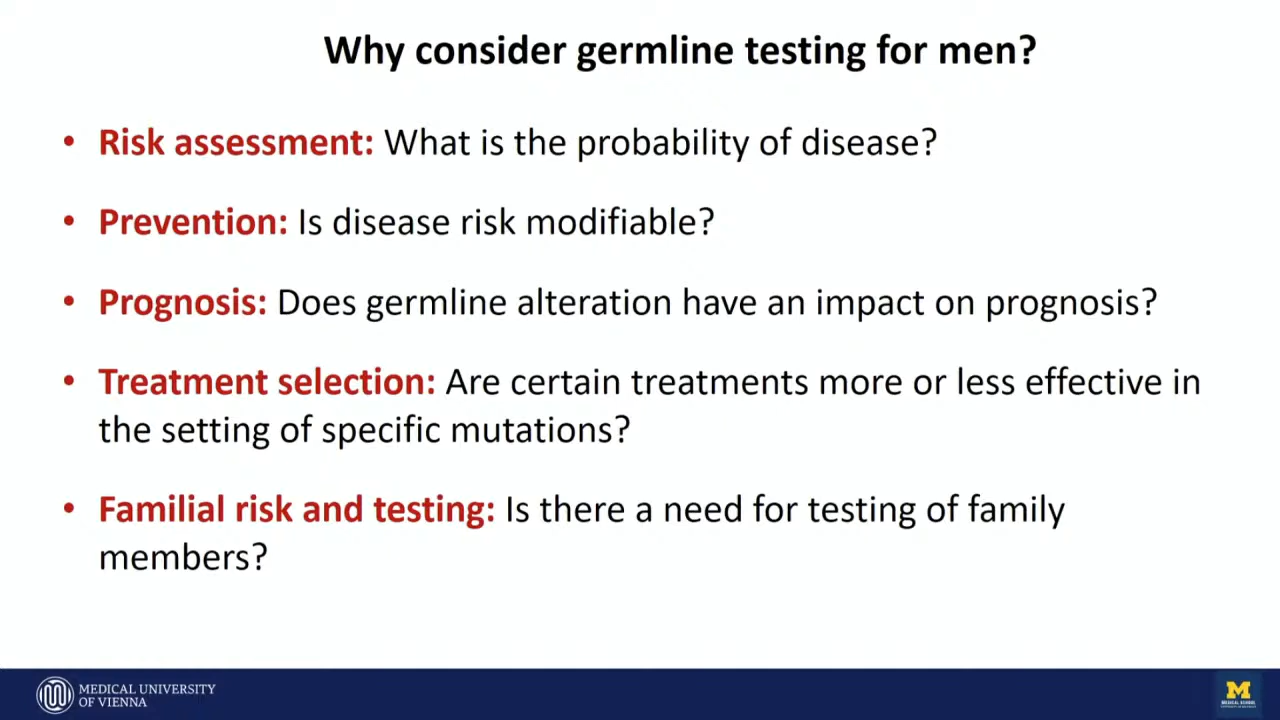 Why consider germline testing for men?
• Risk assessment: What is the probability of disease?
• Prevention: Is disease risk modifiable?
• Prognosis: Does germline alteration have an impact on prognosis?
• Treatment selection: Are certain treatments more or less effective in
the setting of specific mutations?
• Familial risk and testing: Is there a need for testing of family
members?
MEDICAL UNIVERSITY
OF VIENNA
M
MEDICAL SCHOOL